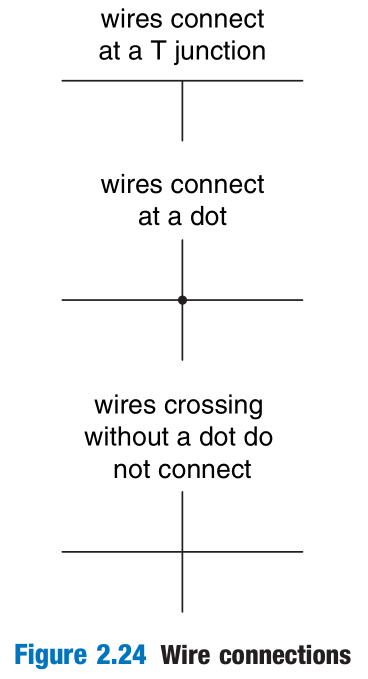 wires connect
at a T junction
wires connect
at a dot
wires crossing
without a dot do
not connect
Figure 2.24 Wire connections